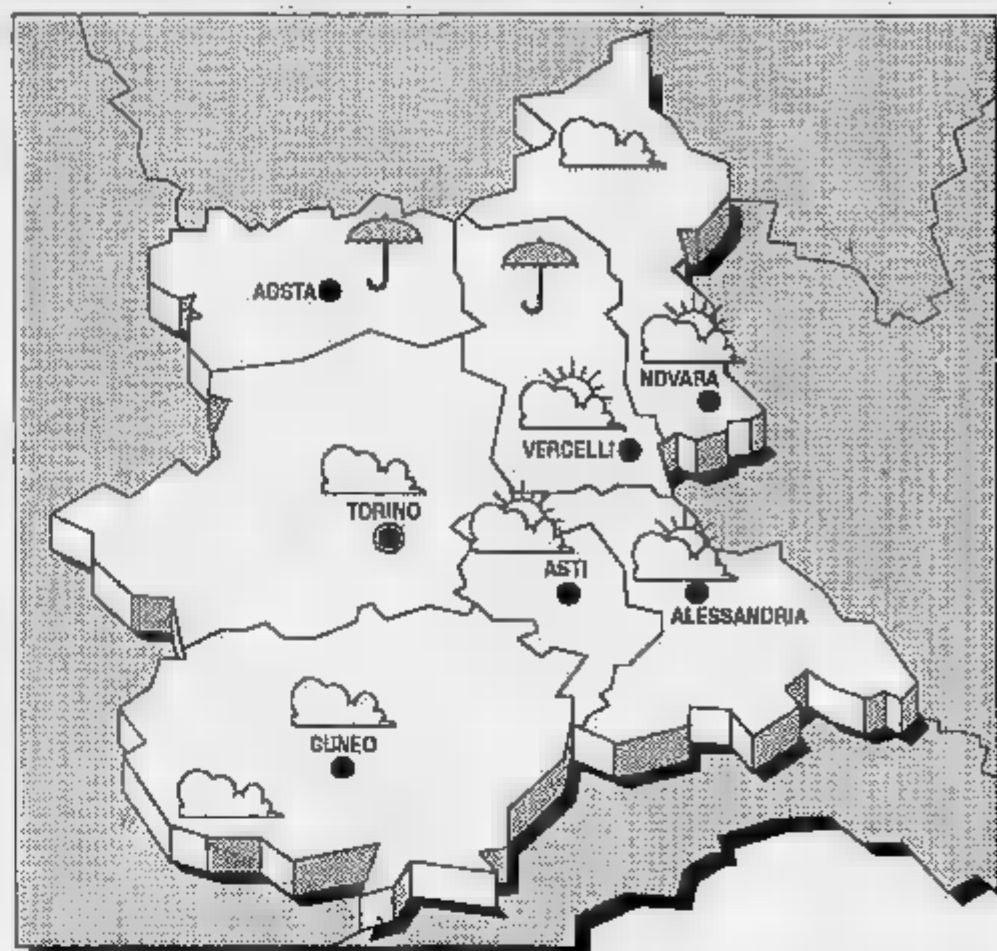 AOSTA
NOVARA
VERCELLI
TORINO
ASTI
ALESSANDRIA
CUNEO